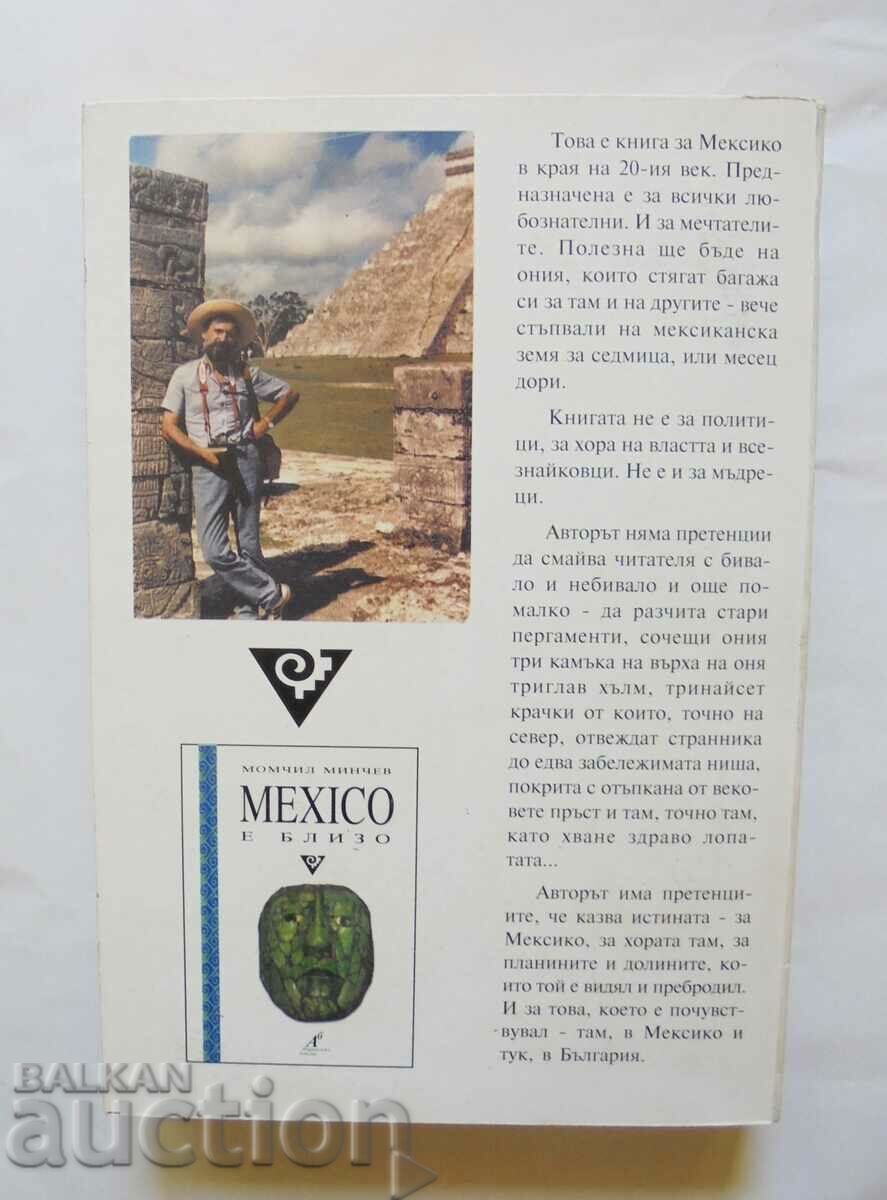 Това е книга за Мексико
в края на 20-ия век. Пред-
назначена е за всички лю-
бознателни. И за мечтатели-
те. Полезна ще бъде на
ония, които стягат багажа
си за там и на другите - вече
стъпвали на мексиканска
земя за седмица, или месец
дори.
Книгата не е за полити-
ци, за хора на властта и все-
знайковци. Не е и за мъдре-
ци.
Авторът няма претенции
да смайва читателя с бива-
ло и небивало и още по-
малко - да разчита стари
пергаменти, сочещи ония
три камъка на върха на оня
триглав хълм, тринайсет
крачки от които, точно на
север, отвеждат странника
до едва забележимата ниша,
покрита с отъпкана от веко-
вете пръст и там, точно там,
като хване здраво лопа-
тата...
Авторът има претенци-
ите, че казва истината - за
Мексико, за хората там, за
планините и долините, ко-
ито той е видял и пребродил.
И за това, което е почувст-
вувал - там, в Мексико и
тук, в България.
МОМЧИЛ МИНЧЕВ
MEXICO
Е БЛИЗО
Аб
BALKAN
auction